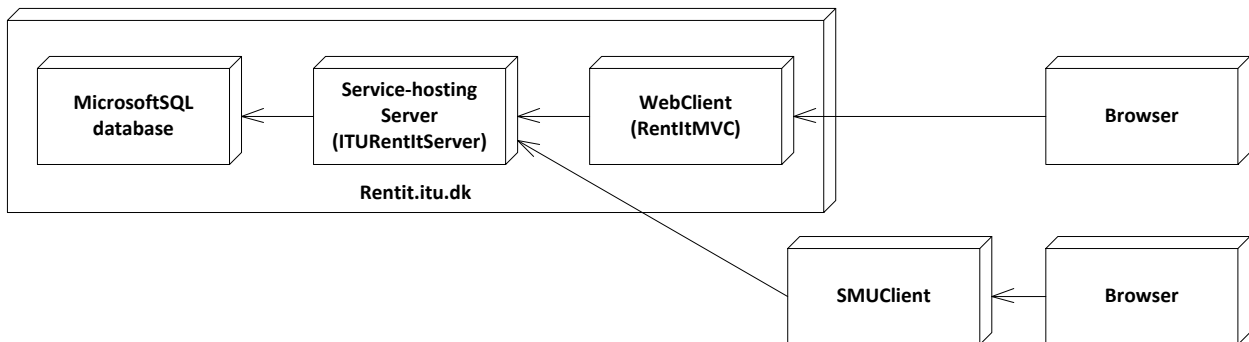 MicrosoftSQL
database
Service-hosting
Server
(ITURentItServer)
WebClient
(RentItMVC)
Browser
Rentit.itu.dk
SMUClient
Browser